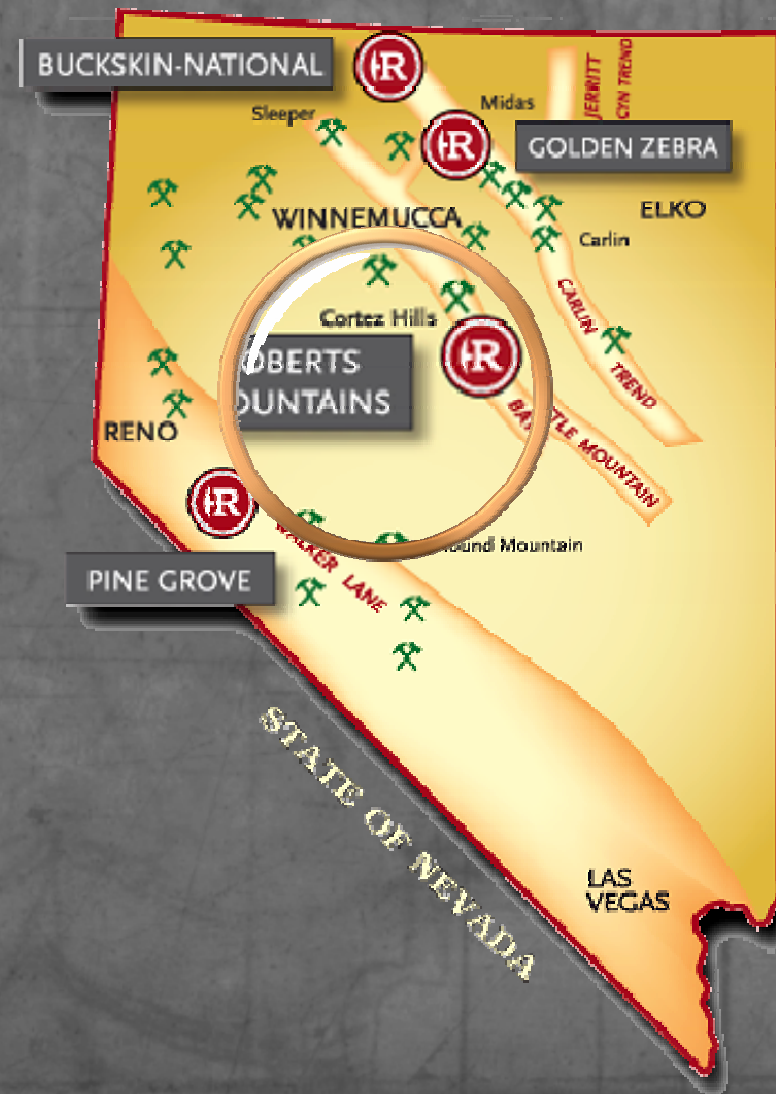 BUCKSKIN-NATIONAL
R
JERRITT
CYN TREND
Sleeper
Midas
R
GOLDEN ZEBRA
WINNEMUCCA
ELKO
Carlin
CARLIN TREND
Cortez Hills
R
OBERTS
OUNTAINS
BATTLE MOUNTAIN
RENO
R
ound Mountain
WALKER LANE
PINE GROVE
STATE OF NEVADA
LAS
VEGAS